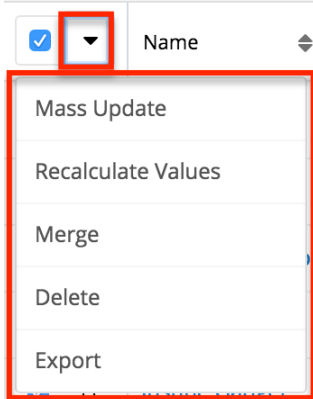 Name
Mass Update
Recalculate Values
Merge
Delete
Export